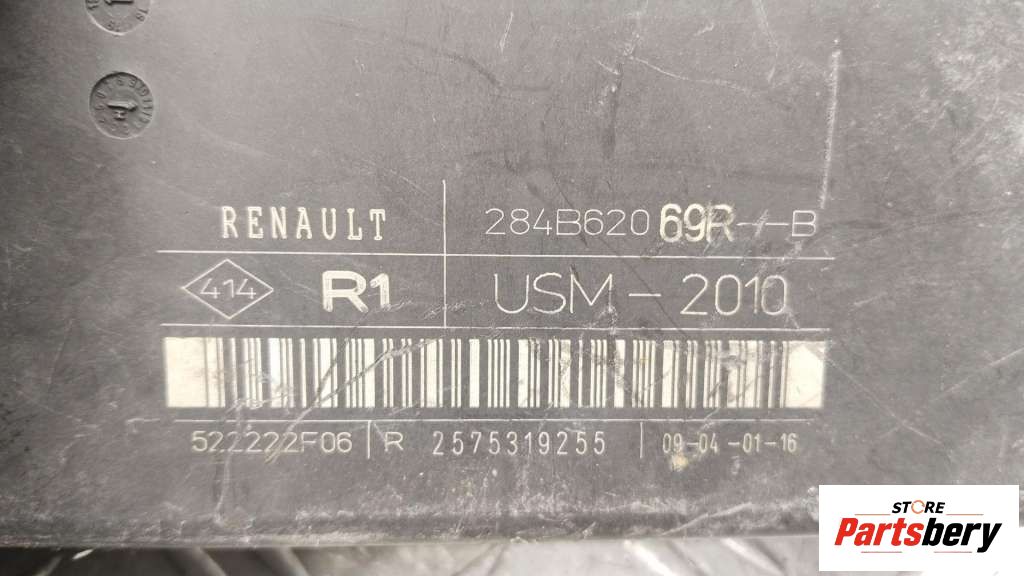 RENAULT 284B620 69R--B
414 R1 USM-2010
522222F06 R 2575319255 09-04-01-16
STORE
Partsbery